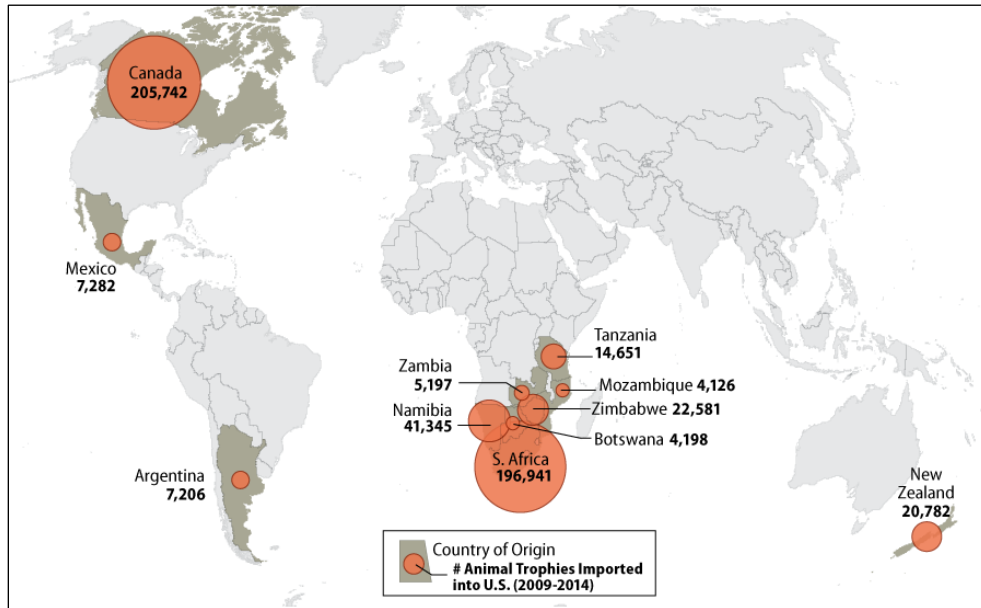 Canada
205,742
Mexico
7,282
Tanzania
14,651
Zambia
5,197
Mozambique 4,126
Namibia
41,345
Zimbabwe 22,581
Botswana 4,198
S. Africa
196,941
Argentina
7,206
New
Zealand
20,782
Country of Origin
# Animal Trophies Imported
into U.S. (2009-2014)